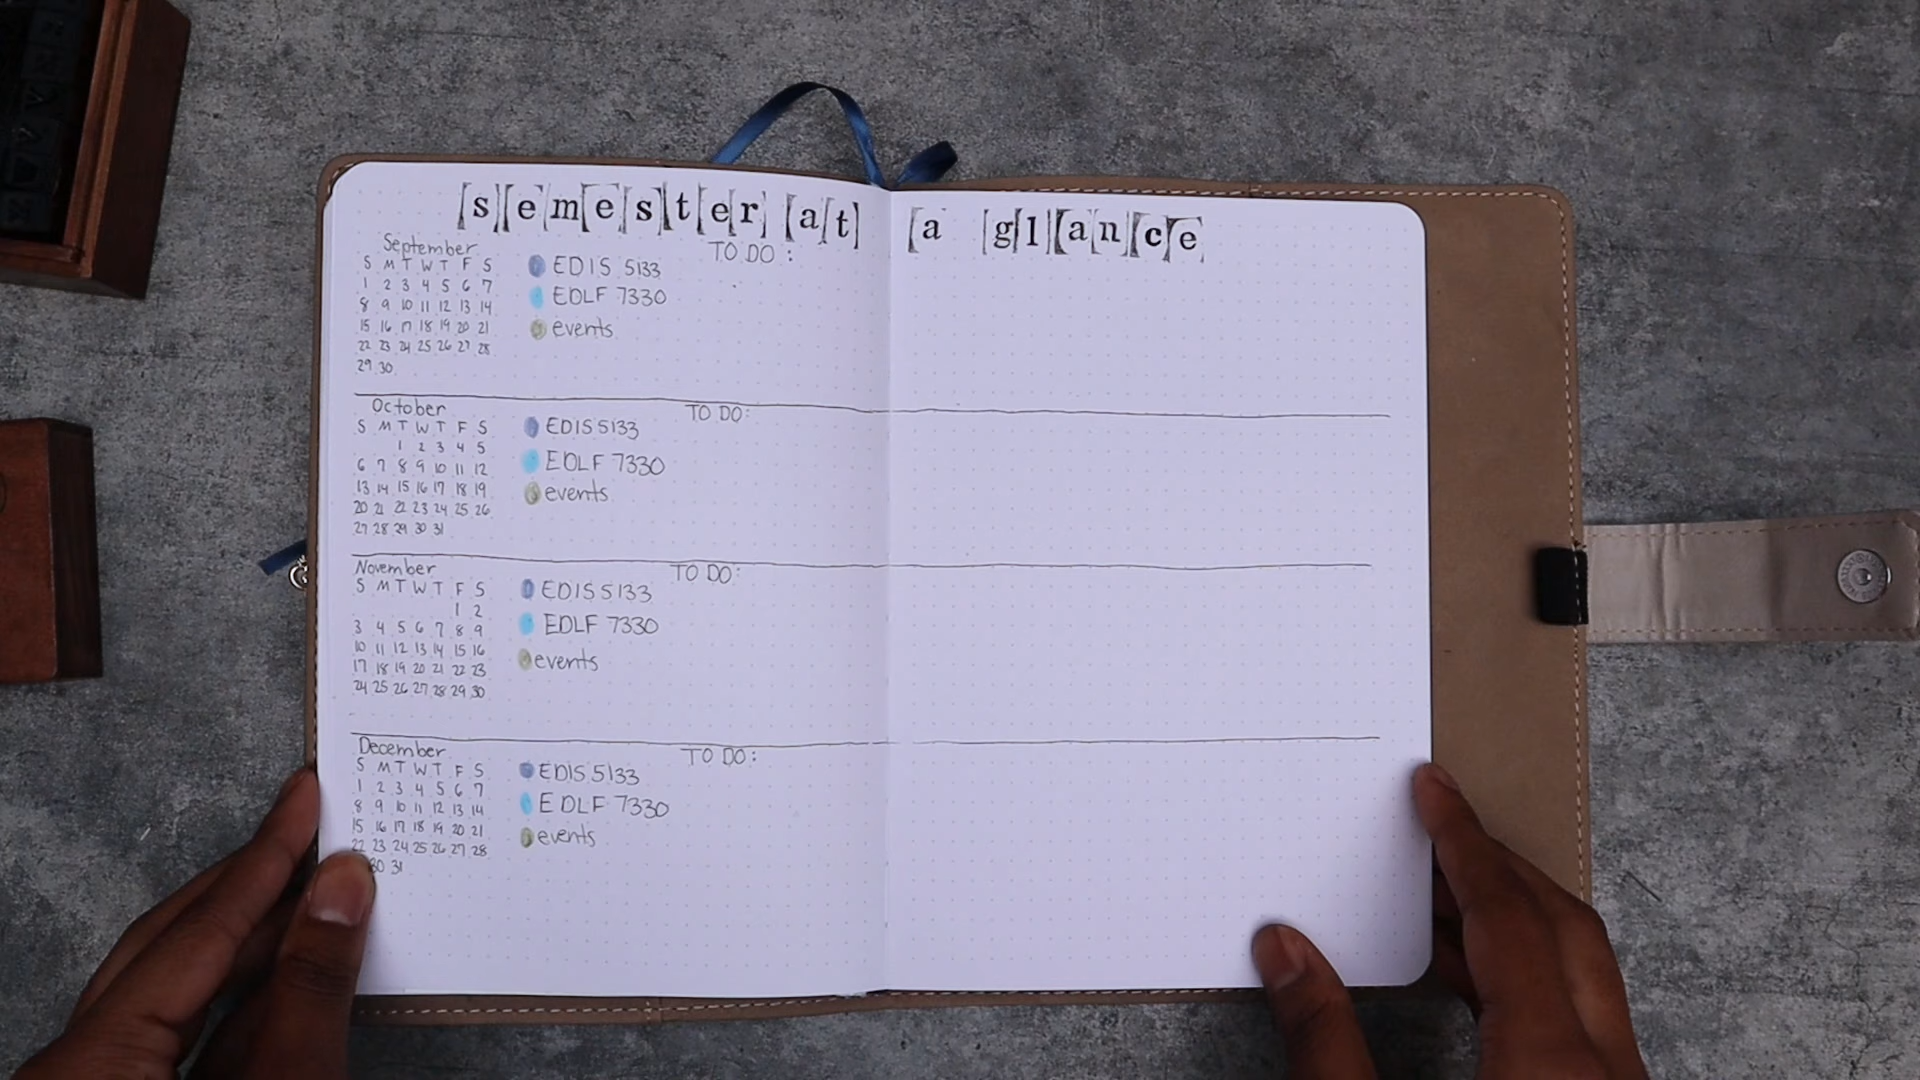 semester at a glance
September
S M T W T F S
1 2 3 4 5 6 7
8 9 10 11 12 13 14
15 16 17 18 19 20 21
22 23 24 25 26 27 28
29 30
EDIS 5133
EDLF 7330
events
TO DO :
October
S M T W T F S
1 2 3 4 5
6 7 8 9 10 11 12
13 14 15 16 17 18 19
20 21 22 23 24 25 26
27 28 29 30 31
EDIS 5133
EDLF 7330
events
TO DO:
November
S M T W T F S
1 2
3 4 5 6 7 8 9
10 11 12 13 14 15 16
17 18 19 20 21 22 23
24 25 26 27 28 29 30
EDIS 5133
EDLF 7330
events
TO DO:
December
S M T W T F S
1 2 3 4 5 6 7
8 9 10 11 12 13 14
15 16 17 18 19 20 21
22 23 24 25 26 27 28
30 31
EDIS 5133
EDLF 7330
events
TO DO: